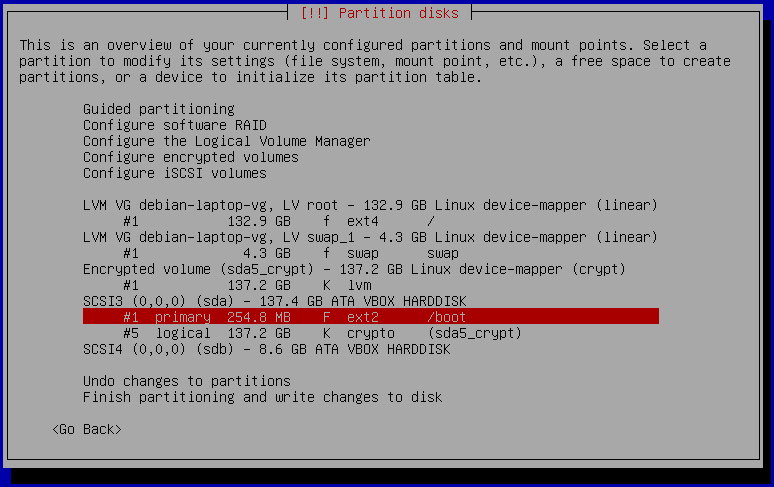 [!!] Partition disks
This is an overview of your currently configured partitions and mount points. Select a
partition to modify its settings (file system, mount point, etc.), a free space to create
partitions, or a device to initialize its partition table.
Guided partitioning
Configure software RAID
Configure the Logical Volume Manager
Configure encrypted volumes
Configure iSCSI volumes
LVM VG debian-laptop-vg, LV root - 132.9 GB Linux device-mapper (linear)
#1 132.9 GB f ext4 /
LVM VG debian-laptop-vg, LV swap_1 - 4.3 GB Linux device-mapper (linear)
#1 4.3 GB f swap swap
Encrypted volume (sda5_crypt) - 137.2 GB Linux device-mapper (crypt)
#1 137.2 GB K lvm
SCSI3 (0,0,0) (sda) - 137.4 GB ATA VBOX HARDDISK
#1 primary 254.8 MB F ext2 /boot
#5 logical 137.2 GB K crypto (sda5_crypt)
SCSI4 (0,0,0) (sdb) - 8.6 GB ATA VBOX HARDDISK
Undo changes to partitions
Finish partitioning and write changes to disk
<Go Back>